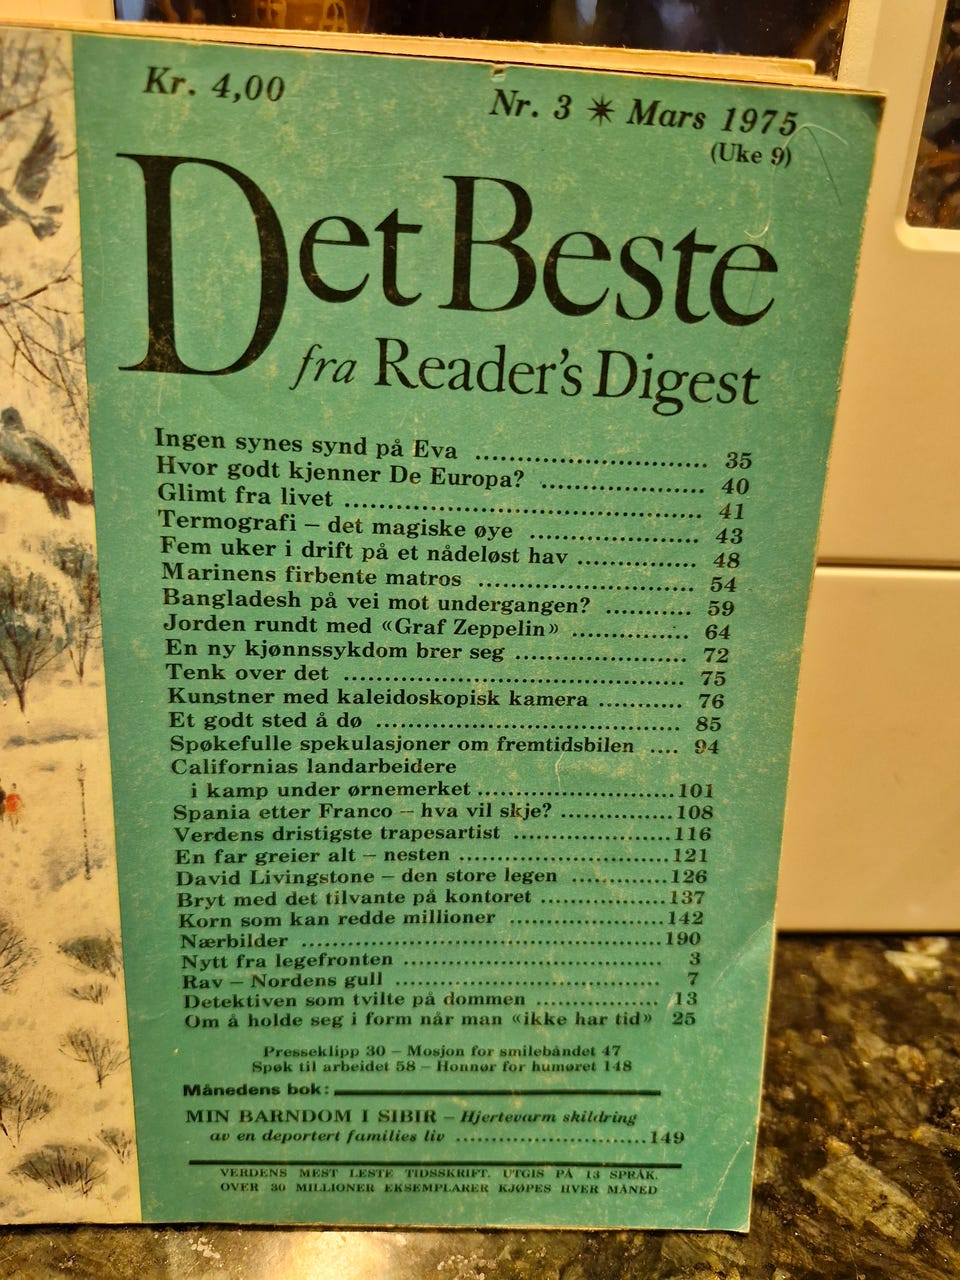 Kr. 4,00
Nr. 3 ✷ Mars 1975
(Uke 9)
Det Beste
fra Reader's Digest
Ingen synes synd på Eva .......................... 35
Hvor godt kjenner De Europa? .................. 40
Glimt fra livet ........................................ 41
Termografi – det magiske øye ................... 43
Fem uker i drift på et nådeløst hav ............. 48
Marinens firbente matros ........................ 54
Bangladesh på vei mot undergangen? .......... 59
Jorden rundt med «Graf Zeppelin» .............. 64
En ny kjønnssykdom brer seg .................... 72
Tenk over det ........................................ 75
Kunstner med kaleidoskopisk kamera .......... 76
Et godt sted å dø .................................... 85
Spøkefulle spekulasjoner om fremtidsbilen .... 94
Californias landarbeidere
i kamp under ørnemerket ......................... 101
Spania etter Franco – hva vil skje? .............. 108
Verdens dristigste trapesartist .................... 116
En far greier alt – nesten ........................... 121
David Livingstone – den store legen ............ 126
Bryt med det tilvante på kontoret ................ 137
Korn som kan redde millioner .................... 142
Nærbilder ............................................. 190
Nytt fra legefronten ................................. 3
Rav – Nordens gull .................................. 7
Detektiven som tvilte på dommen ................ 13
Om å holde seg i form når man «ikke har tid» 25
Presseklipp 30 – Mosjon for smilebåndet 47
Spøk til arbeidet 58 – Honnør for humøret 148
Månedens bok:
MIN BARNDOM I SIBIR – Hjertevarm skildring
av en deportert families liv .......................... 149
VERDENS MEST LESTE TIDSSKRIFT. UTGIS PÅ 13 SPRÅK.
OVER 30 MILLIONER EKSEMPLARER KJØPES HVER MÅNED